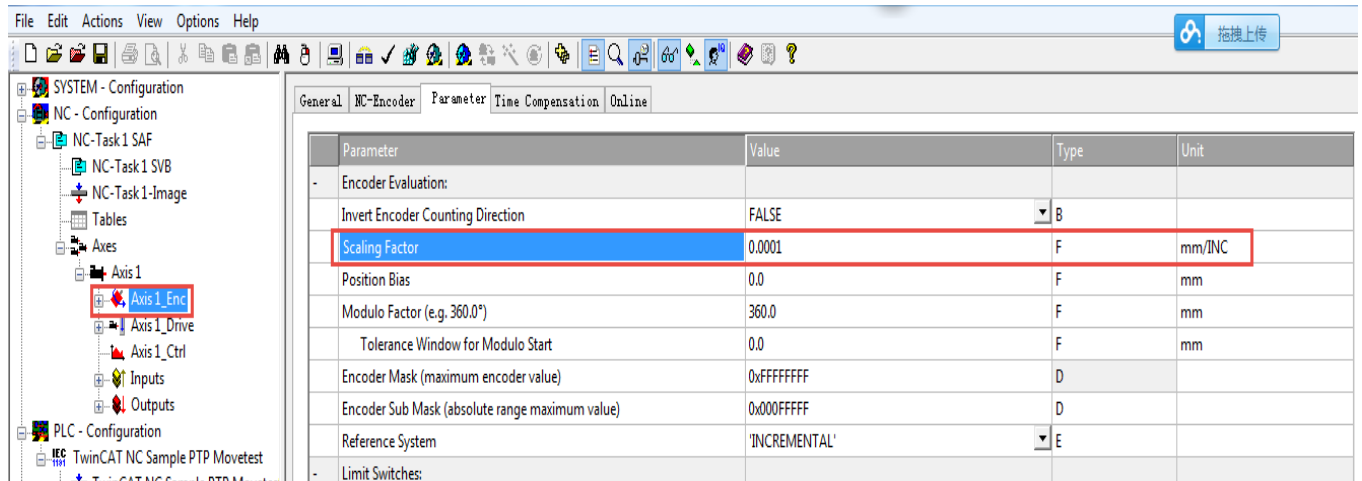 File Edit Actions View Options Help
拖拽上传
SYSTEM - Configuration
NC - Configuration
NC-Task 1 SAF
NC-Task 1 SVB
NC-Task 1-Image
Tables
Axes
Axis 1
Axis 1_Enc
Axis 1_Drive
Axis 1_Ctrl
Inputs
Outputs
PLC - Configuration
IEC 1131 TwinCAT NC Sample PTP Movetest
General NC-Encoder Parameter Time Compensation Online
Parameter Value Type Unit
- Encoder Evaluation:
Invert Encoder Counting Direction FALSE B
Scaling Factor 0.0001 F mm/INC
Position Bias 0.0 F mm
Modulo Factor (e.g. 360.0°) 360.0 F mm
Tolerance Window for Modulo Start 0.0 F mm
Encoder Mask (maximum encoder value) 0xFFFFFFFF D
Encoder Sub Mask (absolute range maximum value) 0x000FFFFF D
Reference System 'INCREMENTAL' E
- Limit Switches: